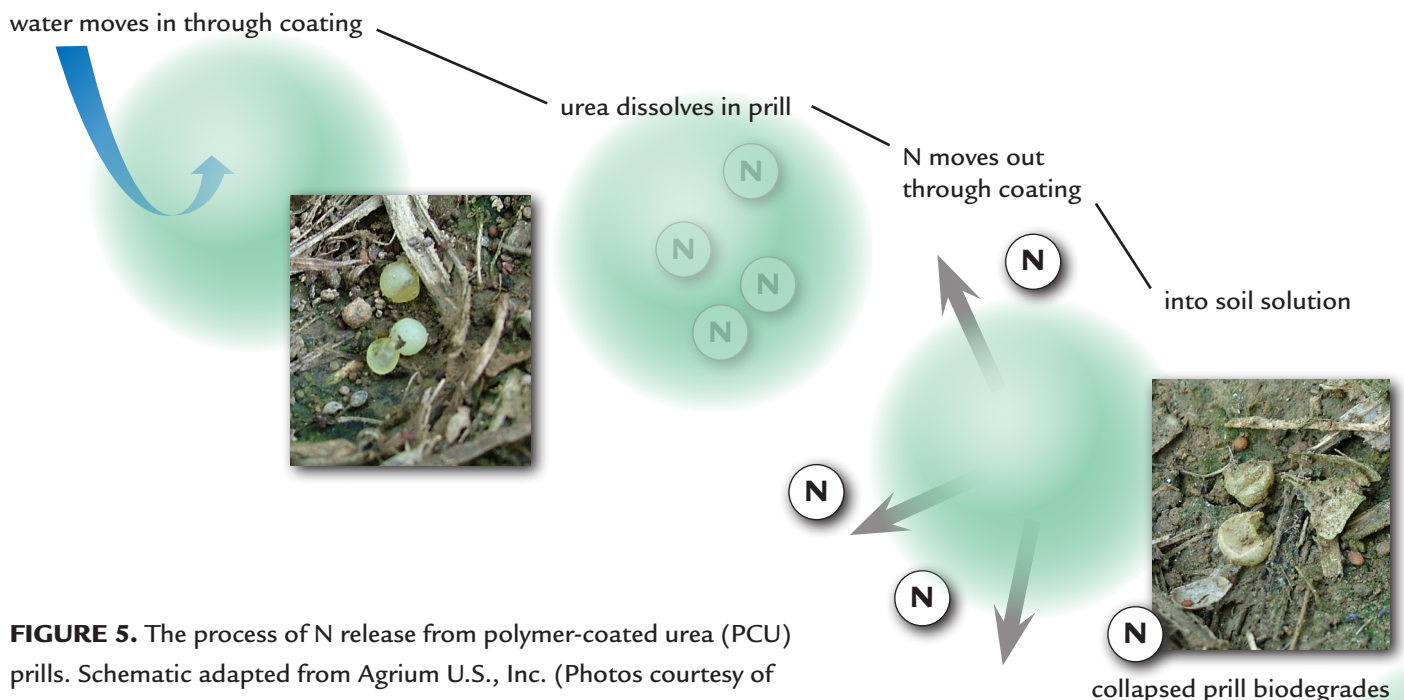 water moves in through coating
urea dissolves in prill
N moves out
through coating
into soil solution
N
N
N
N
N
N
N
N
FIGURE 5. The process of N release from polymer-coated urea (PCU)
prills. Schematic adapted from Agrium U.S., Inc. (Photos courtesy of
collapsed prill biodegrades